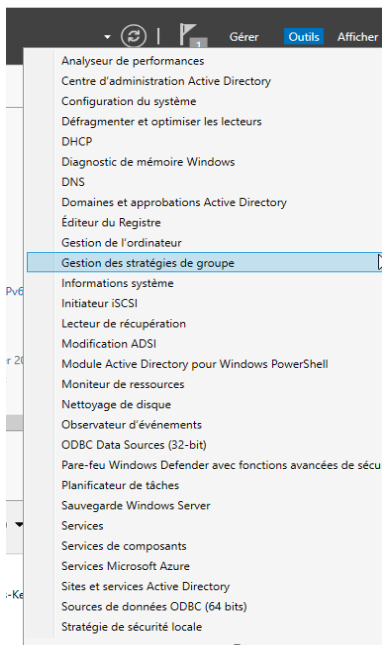 1
Gérer
Outils
Afficher
Analyseur de performances
Centre d'administration Active Directory
Configuration du système
Défragmenter et optimiser les lecteurs
DHCP
Diagnostic de mémoire Windows
DNS
Domaines et approbations Active Directory
Éditeur du Registre
Gestion de l'ordinateur
Gestion des stratégies de groupe
Informations système
Pv6
Initiateur iSCSI
Lecteur de récupération
Modification ADSI
r 20
Module Active Directory pour Windows PowerShell
Moniteur de ressources
Nettoyage de disque
Observateur d'événements
ODBC Data Sources (32-bit)
Pare-feu Windows Defender avec fonctions avancées de sécu
Planificateur de tâches
Sauvegarde Windows Server
Services
Services de composants
Services Microsoft Azure
Sites et services Active Directory
-Ke
Sources de données ODBC (64 bits)
Stratégie de sécurité locale